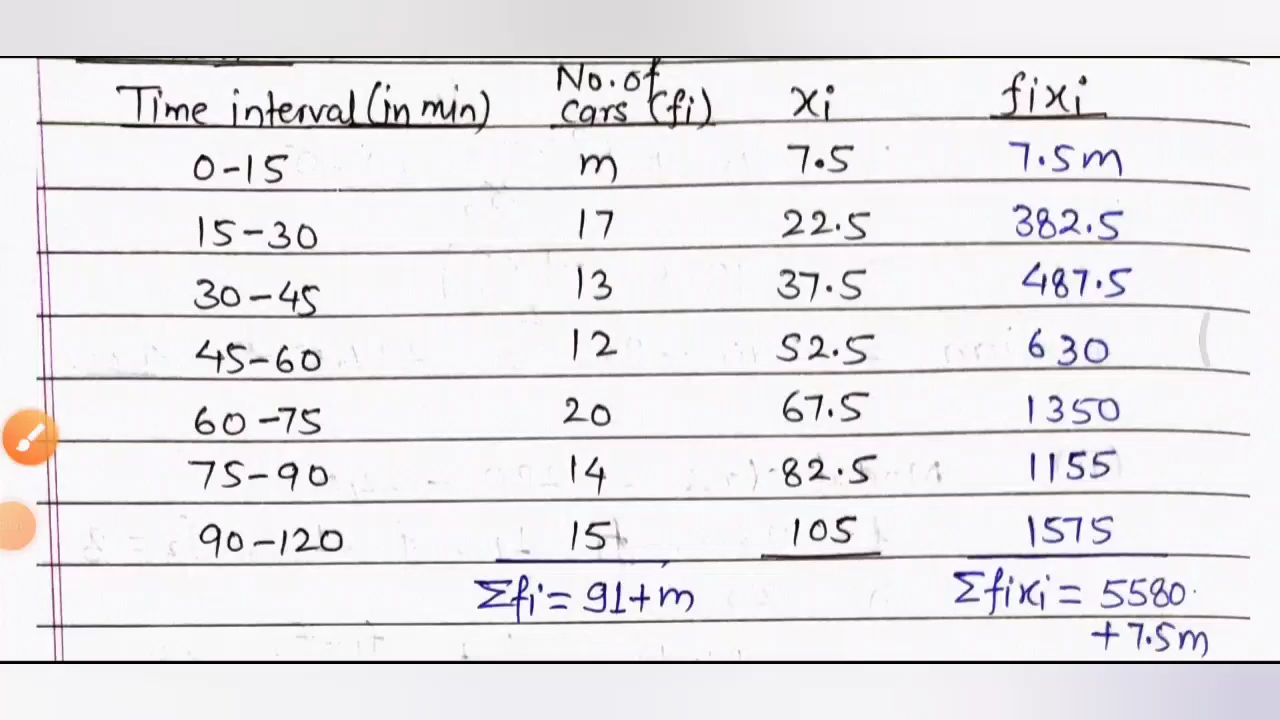 Time interval (in min) No. of cars (fi) xi fixi
0-15 m 7.5 7.5m
15-30 17 22.5 382.5
30-45 13 37.5 487.5
45-60 12 52.5 630
60-75 20 67.5 1350
75-90 14 82.5 1155
90-120 15 105 1575
Σfi = 91+m Σfixi = 5580
+7.5m